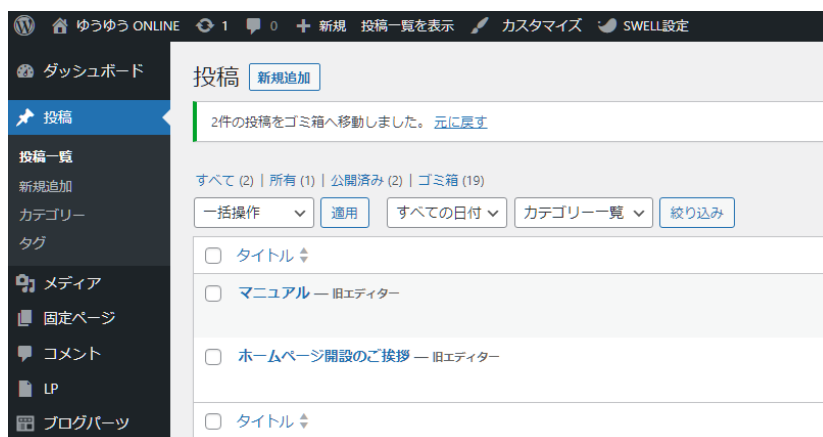 ゆうゆう ONLINE 1 0 新規 投稿一覧を表示 カスタマイズ SWELL設定
ダッシュボード
投稿
投稿一覧
新規追加
カテゴリー
タグ
メディア
固定ページ
コメント
LP
ブログパーツ
投稿 新規追加
2件の投稿をゴミ箱へ移動しました。 元に戻す
すべて (2) | 所有 (1) | 公開済み (2) | ゴミ箱 (19)
一括操作 適用 すべての日付 カテゴリー一覧 絞り込み
タイトル
マニュアル — 旧エディター
ホームページ開設のご挨拶 — 旧エディター
タイトル